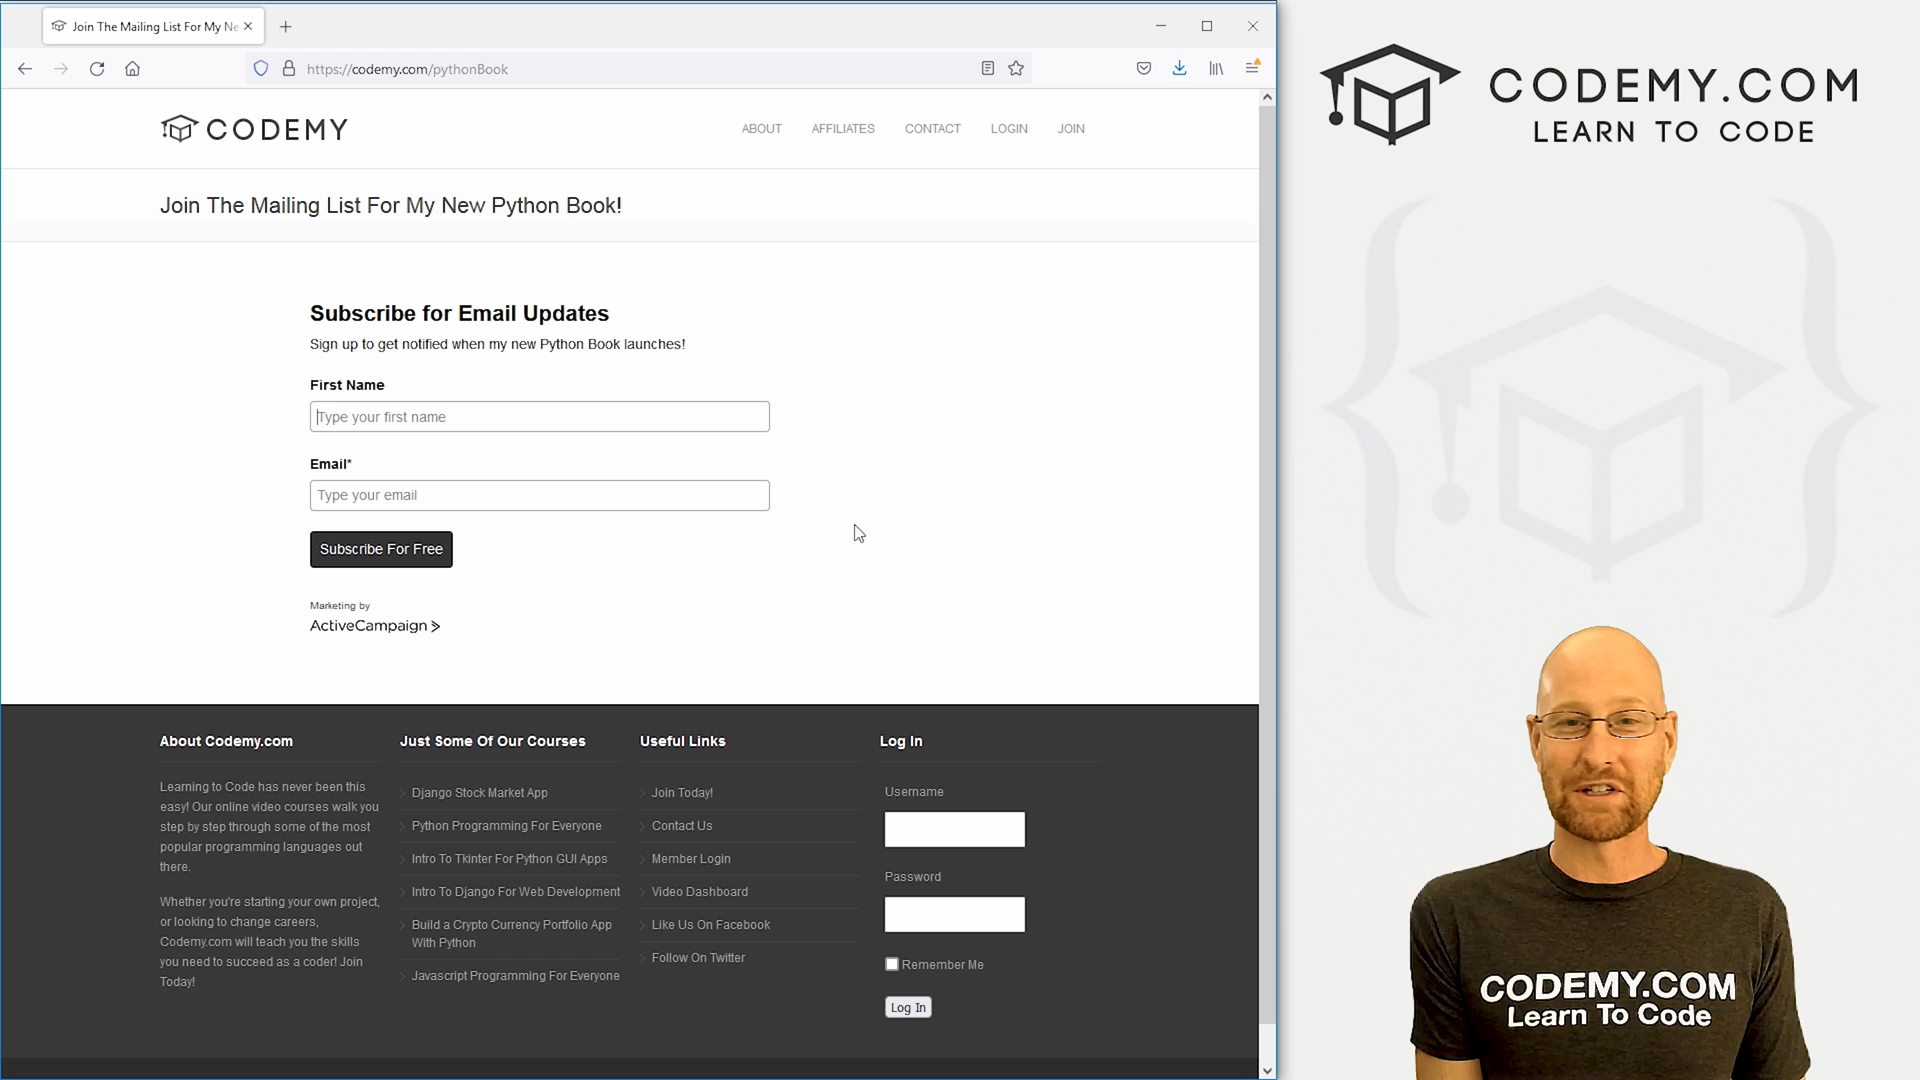 Join The Mailing List For My Ne
https://codemy.com/pythonBook
CODEMY
ABOUT
AFFILIATES
CONTACT
LOGIN
JOIN
Join The Mailing List For My New Python Book!
Subscribe for Email Updates
Sign up to get notified when my new Python Book launches!
First Name
Type your first name
Email*
Type your email
Subscribe For Free
Marketing by
ActiveCampaign >
About Codemy.com
Learning to Code has never been this
easy! Our online video courses walk you
step by step through some of the most
popular programming languages out
there.
Whether you're starting your own project,
or looking to change careers,
Codemy.com will teach you the skills
you need to succeed as a coder! Join
Today!
Just Some Of Our Courses
Django Stock Market App
Python Programming For Everyone
Intro To Tkinter For Python GUI Apps
Intro To Django For Web Development
Build a Crypto Currency Portfolio App
With Python
Javascript Programming For Everyone
Useful Links
Join Today!
Contact Us
Member Login
Video Dashboard
Like Us On Facebook
Follow On Twitter
Log In
Username
Password
Remember Me
Log In
CODEMY.COM
LEARN TO CODE
CODEMY.COM
Learn To Code